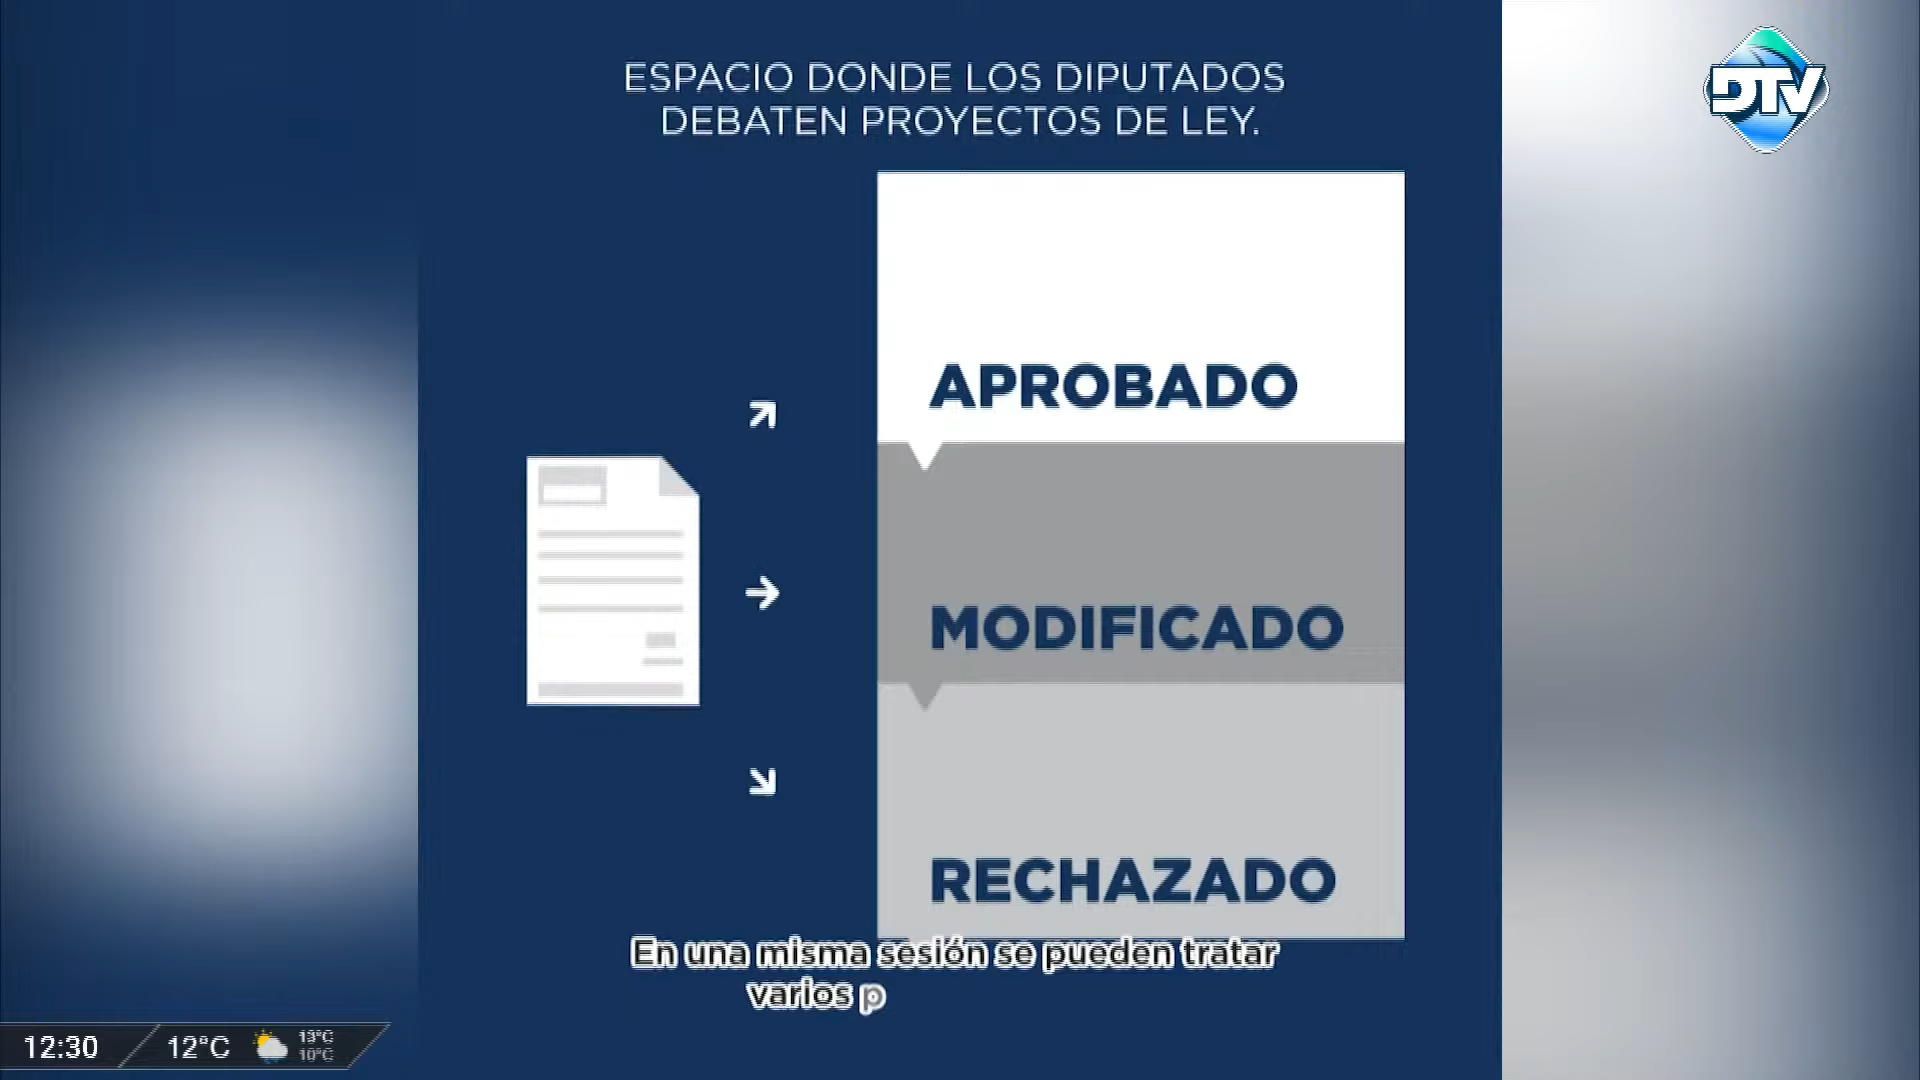 ESPACIO DONDE LOS DIPUTADOS
DEBATEN PROYECTOS DE LEY.
DTV
APROBADO
MODIFICADO
RECHAZADO
En una misma sesión se pueden tratar
varios p
12:30
12°C
13°C
10°C